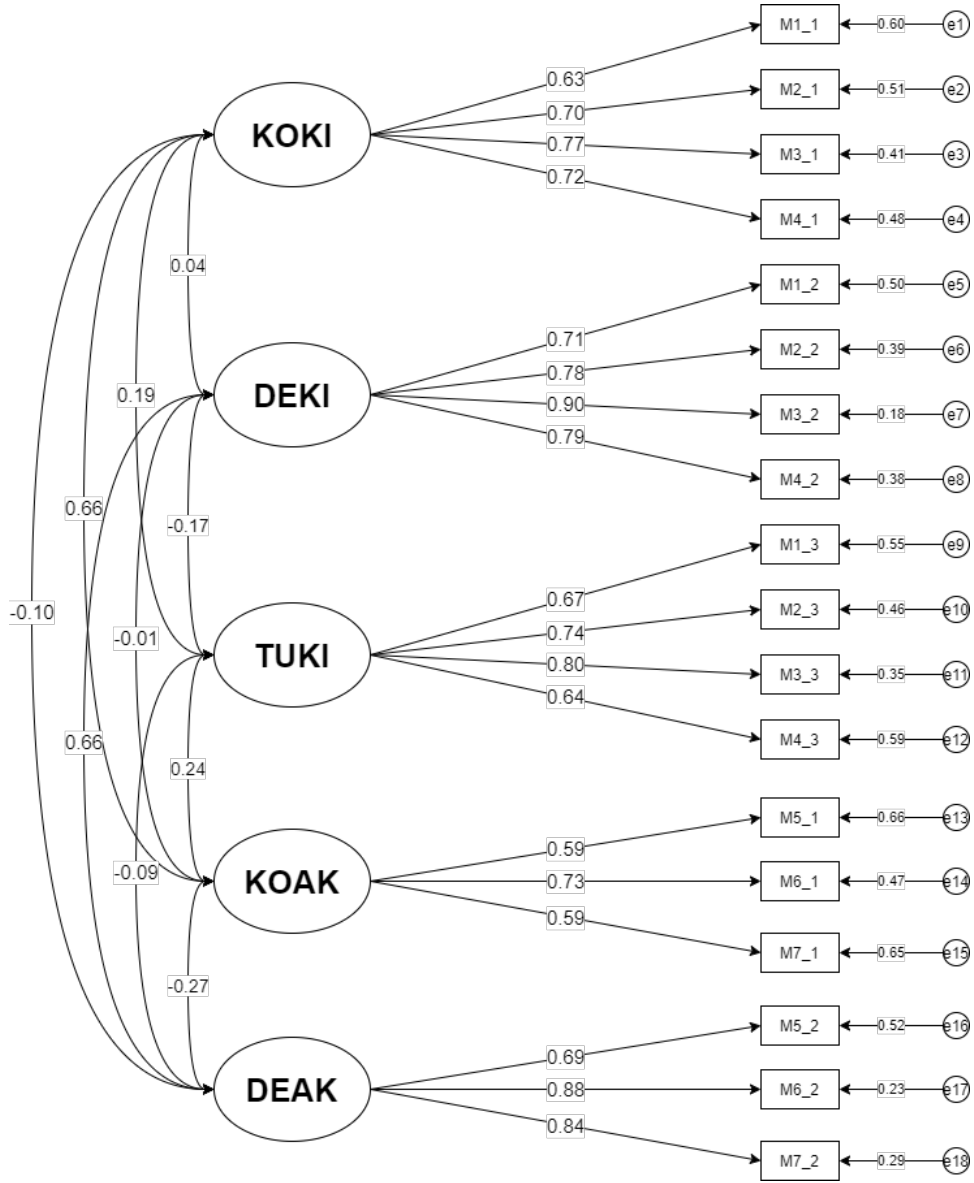 M1_1 0.60 e1
0.63
M2_1 0.51 e2
0.70
KOKI
0.77
M3_1 0.41 e3
0.72
M4_1 0.48 e4
0.04
M1_2 0.50 e5
0.71
M2_2 0.39 e6
0.78
0.19
DEKI
0.90
M3_2 0.18 e7
0.79
M4_2 0.38 e8
0.66
-0.17
M1_3 0.55 e9
0.67
M2_3 0.46 e10
-0.10
-0.01
0.74
TUKI
0.80
M3_3 0.35 e11
0.64
M4_3 0.59 e12
0.66
0.24
M5_1 0.66 e13
0.59
-0.09
KOAK
0.73
M6_1 0.47 e14
0.59
M7_1 0.65 e15
-0.27
M5_2 0.52 e16
0.69
DEAK
0.88
M6_2 0.23 e17
0.84
M7_2 0.29 e18